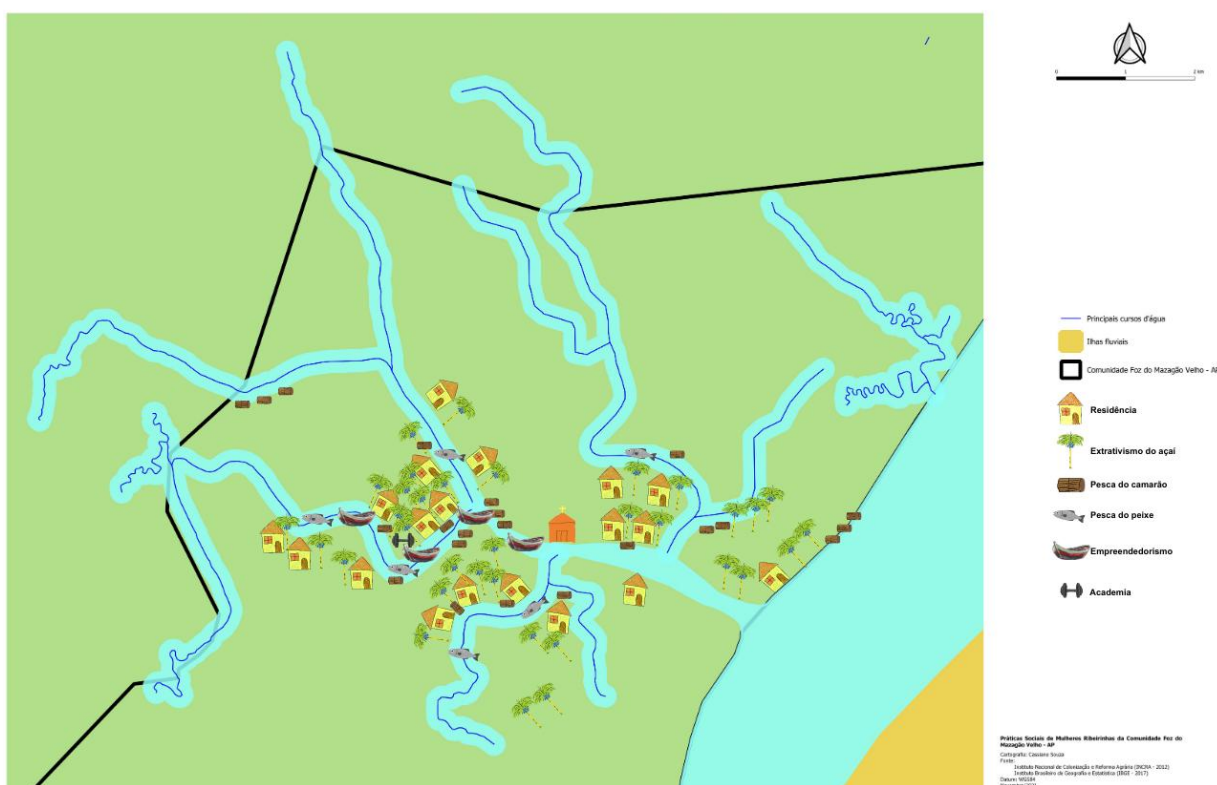 0 1 2 km
Principais cursos d'água
Ilhas fluviais
Comunidade Foz do Mazagão Velho - AP
Residência
Extrativismo do açaí
Pesca do camarão
Pesca do peixe
Empreendedorismo
Academia
Práticas Sociais de Mulheres Ribeirinhas da Comunidade Foz do
Mazagão Velho - AP
Cartografia: Cassiano Souza
Fonte:
Instituto Nacional de Colonização e Reforma Agrária (INCRA - 2012)
Instituto Brasileiro de Geografia e Estatística (IBGE - 2017)
Datum: WGS84